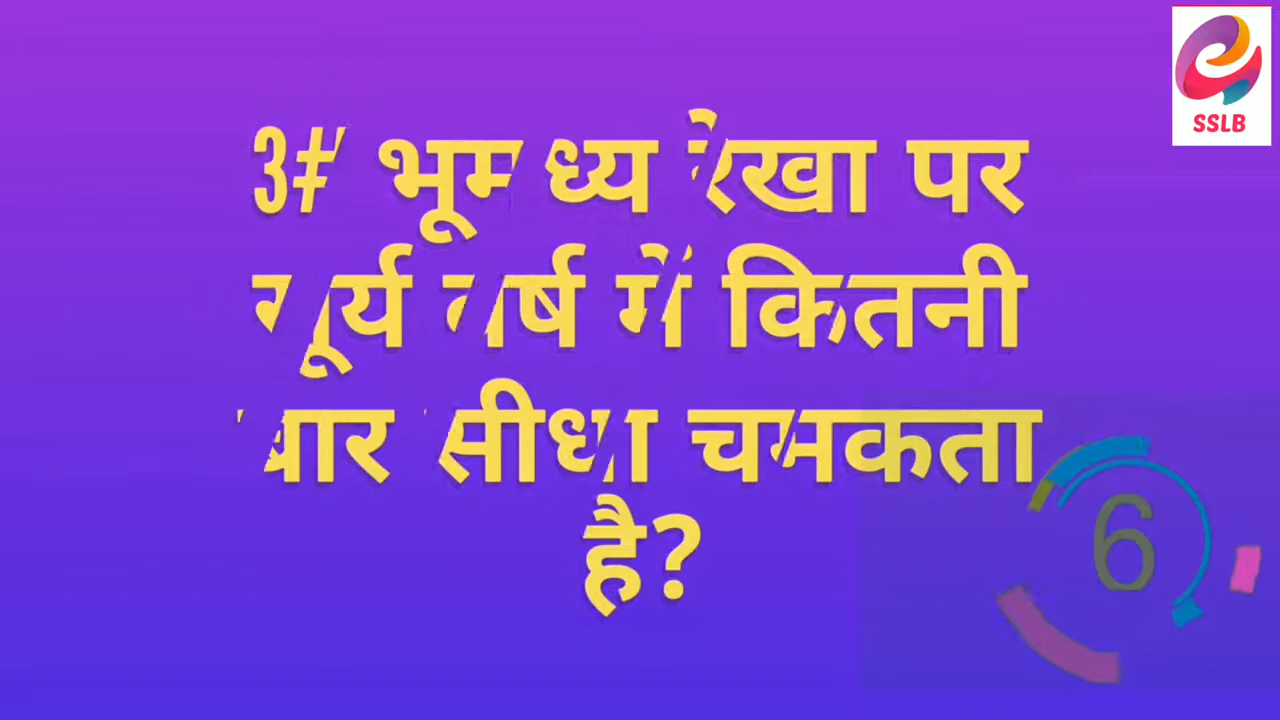 SSLB
3# भूमध्य रेखा पर
सूर्य वर्ष में कितनी
बार सीधा चमकता
है?
6